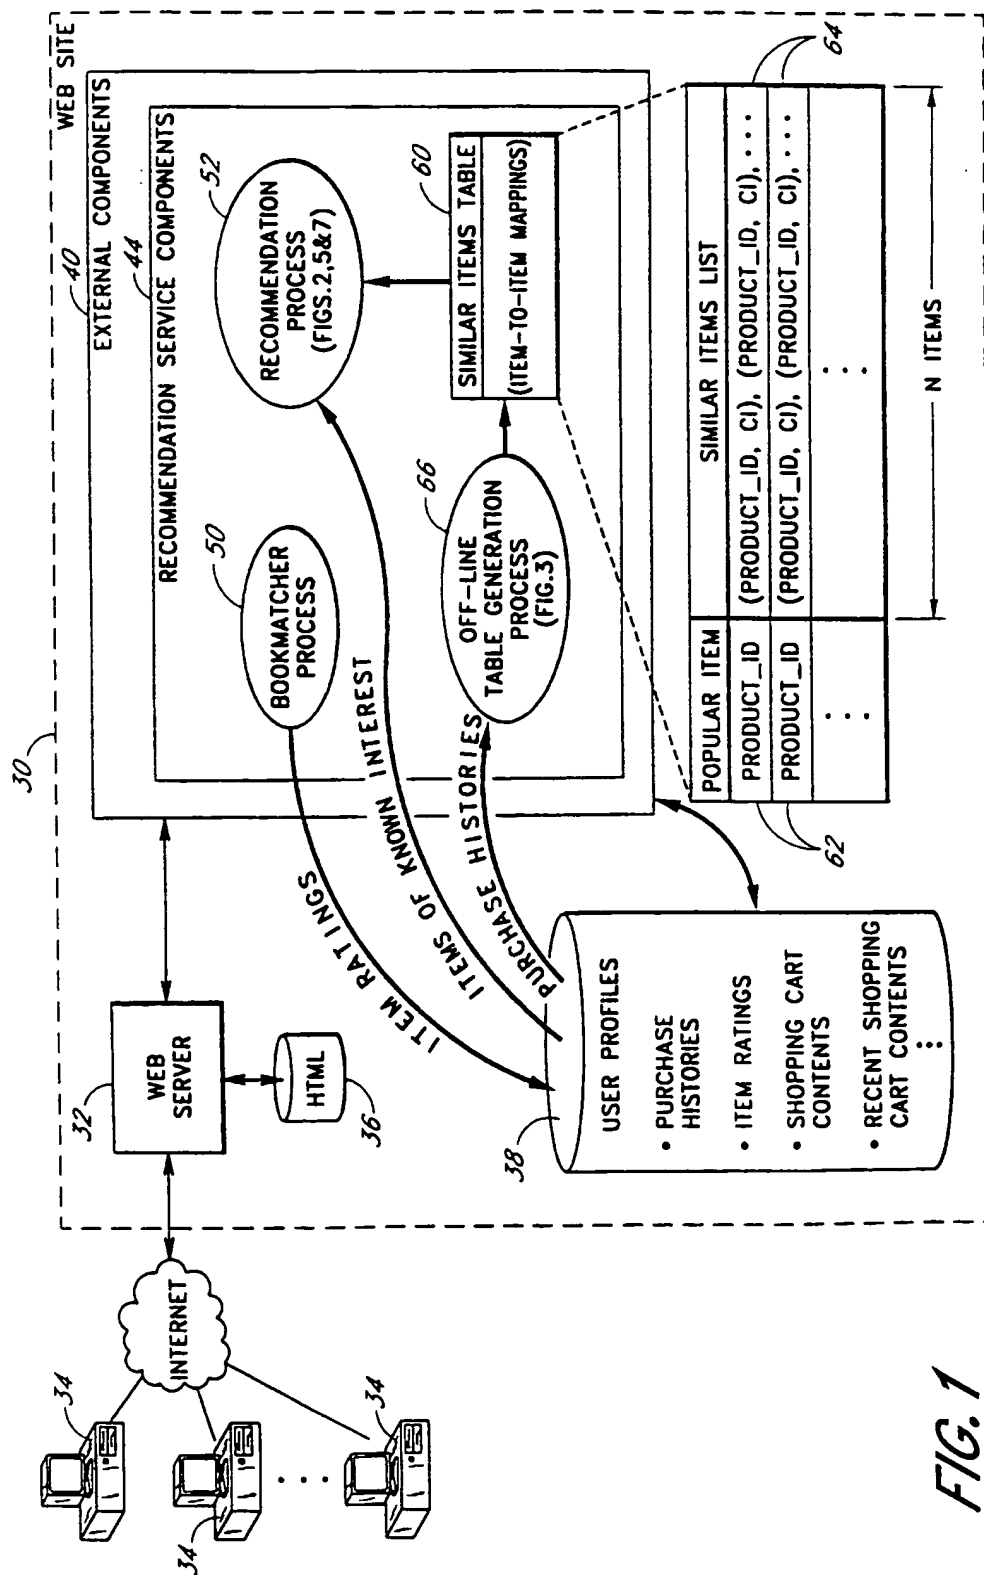 30
WEB SITE
40
EXTERNAL COMPONENTS
44
RECOMMENDATION SERVICE COMPONENTS
34
34
34
INTERNET
32
WEB
SERVER
HTML
36
50
BOOKMATCHER
PROCESS
52
RECOMMENDATION
PROCESS
(FIGS.2,5&7)
ITEM RATINGS
ITEMS OF KNOWN INTEREST
PURCHASE HISTORIES
66
OFF-LINE
TABLE GENERATION
PROCESS
(FIG.3)
60
SIMILAR ITEMS TABLE
(ITEM-TO-ITEM MAPPINGS)
38
USER PROFILES
• PURCHASE
HISTORIES
• ITEM RATINGS
• SHOPPING CART
CONTENTS
• RECENT SHOPPING
CART CONTENTS
POPULAR ITEM
SIMILAR ITEMS LIST
PRODUCT_ID
(PRODUCT_ID, CI), (PRODUCT_ID, CI), ...
PRODUCT_ID
(PRODUCT_ID, CI), (PRODUCT_ID, CI), ...
... ...
62
64
N ITEMS
FIG. 1